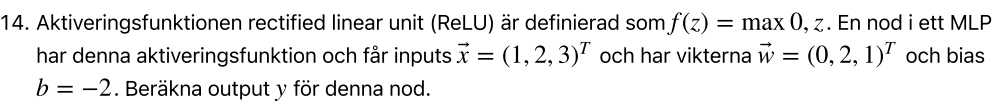 14. Aktiveringsfunktionen rectified linear unit (ReLU) är definierad som f(z) = max 0, z. En nod i ett MLP
har denna aktiveringsfunktion och får inputs x⃗ = (1, 2, 3)ᵀ och har vikterna w⃗ = (0, 2, 1)ᵀ och bias
b = −2. Beräkna output y för denna nod.